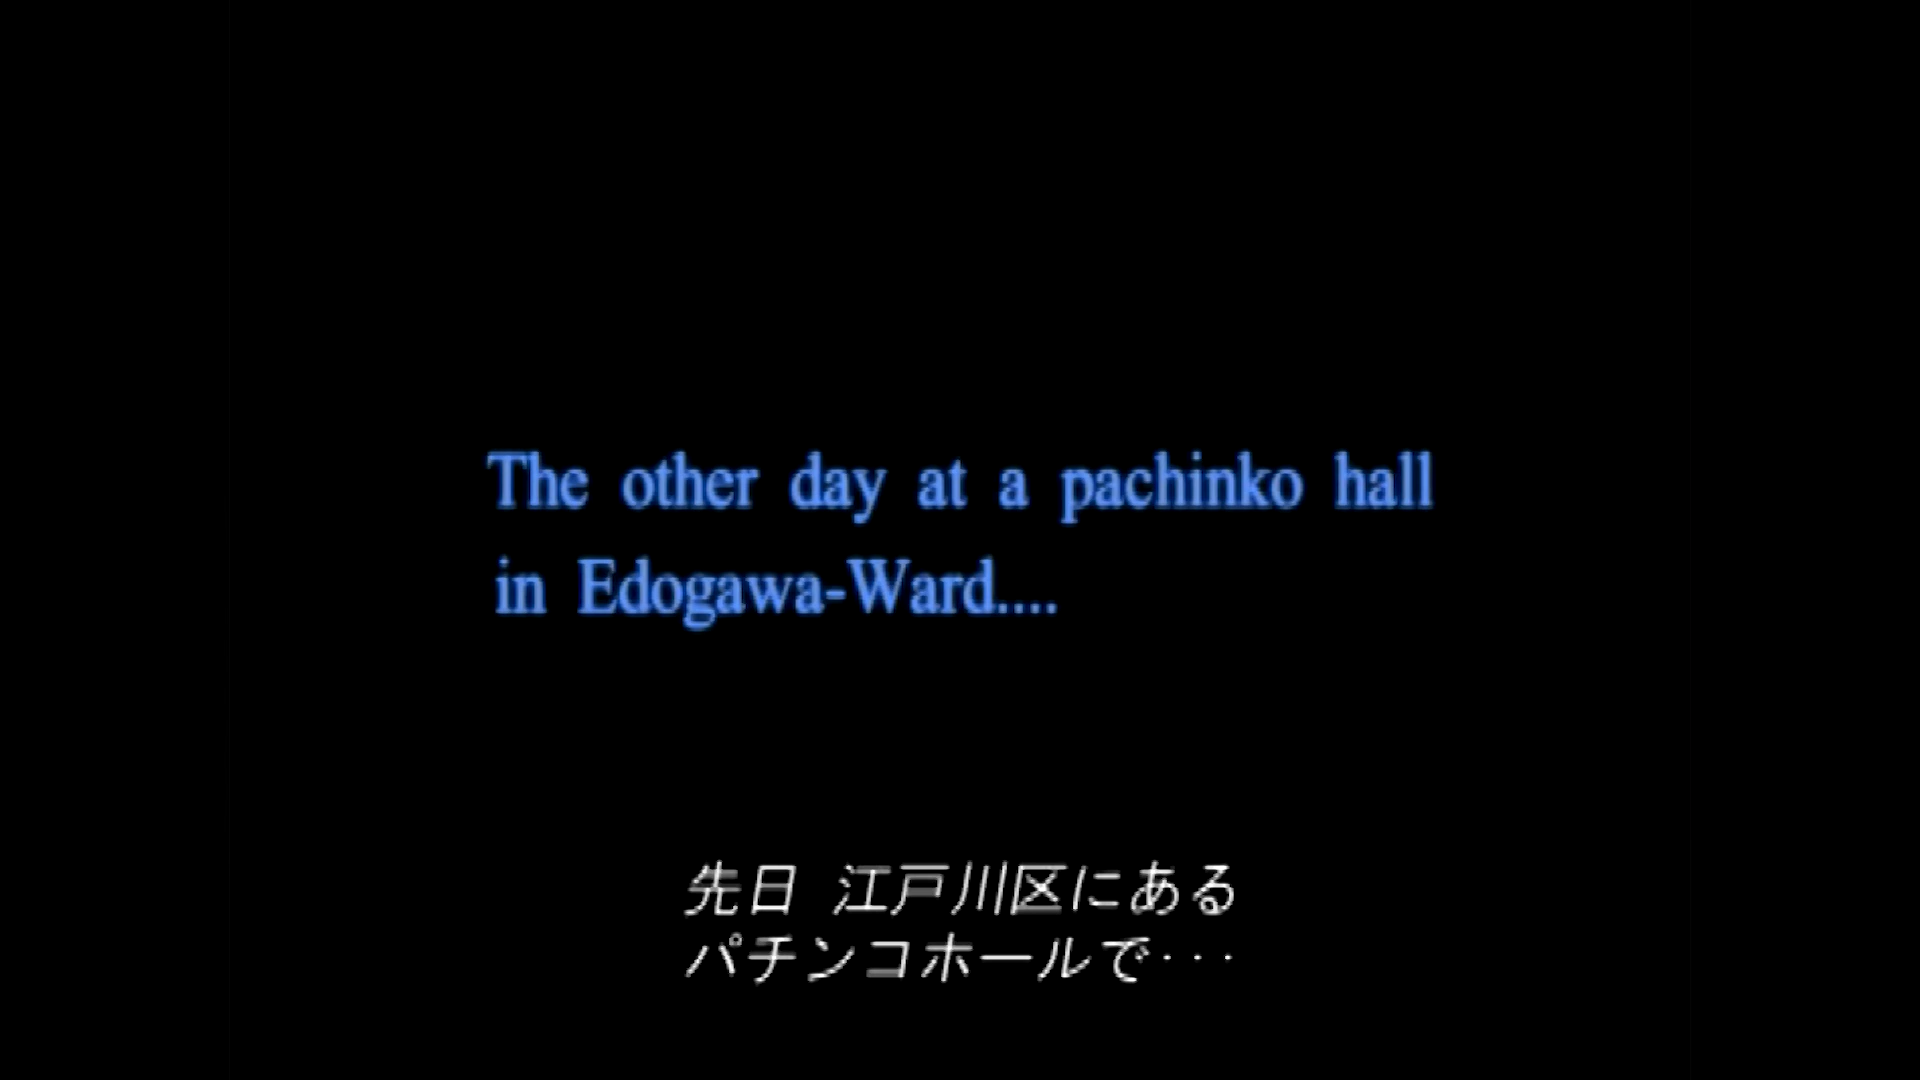 The other day at a pachinko hall
in Edogawa-Ward....
先日 江戸川区にある
パチンコホールで･･･